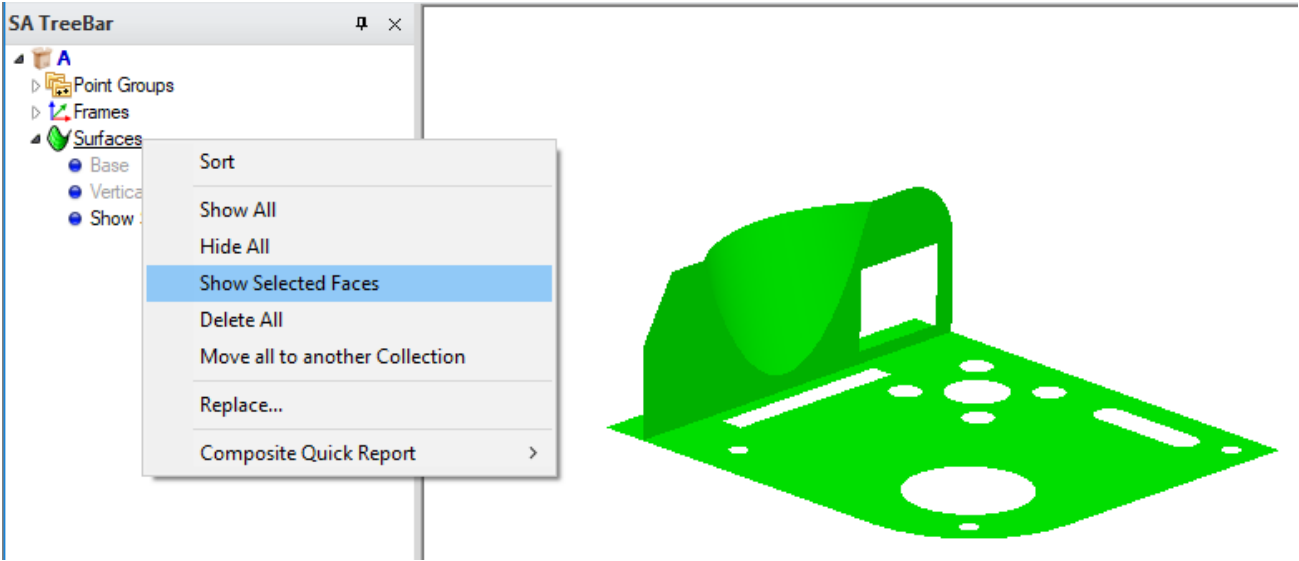 SA TreeBar
A
Point Groups
Frames
Surfaces
Base
Vertica
Show
Sort
Show All
Hide All
Show Selected Faces
Delete All
Move all to another Collection
Replace...
Composite Quick Report